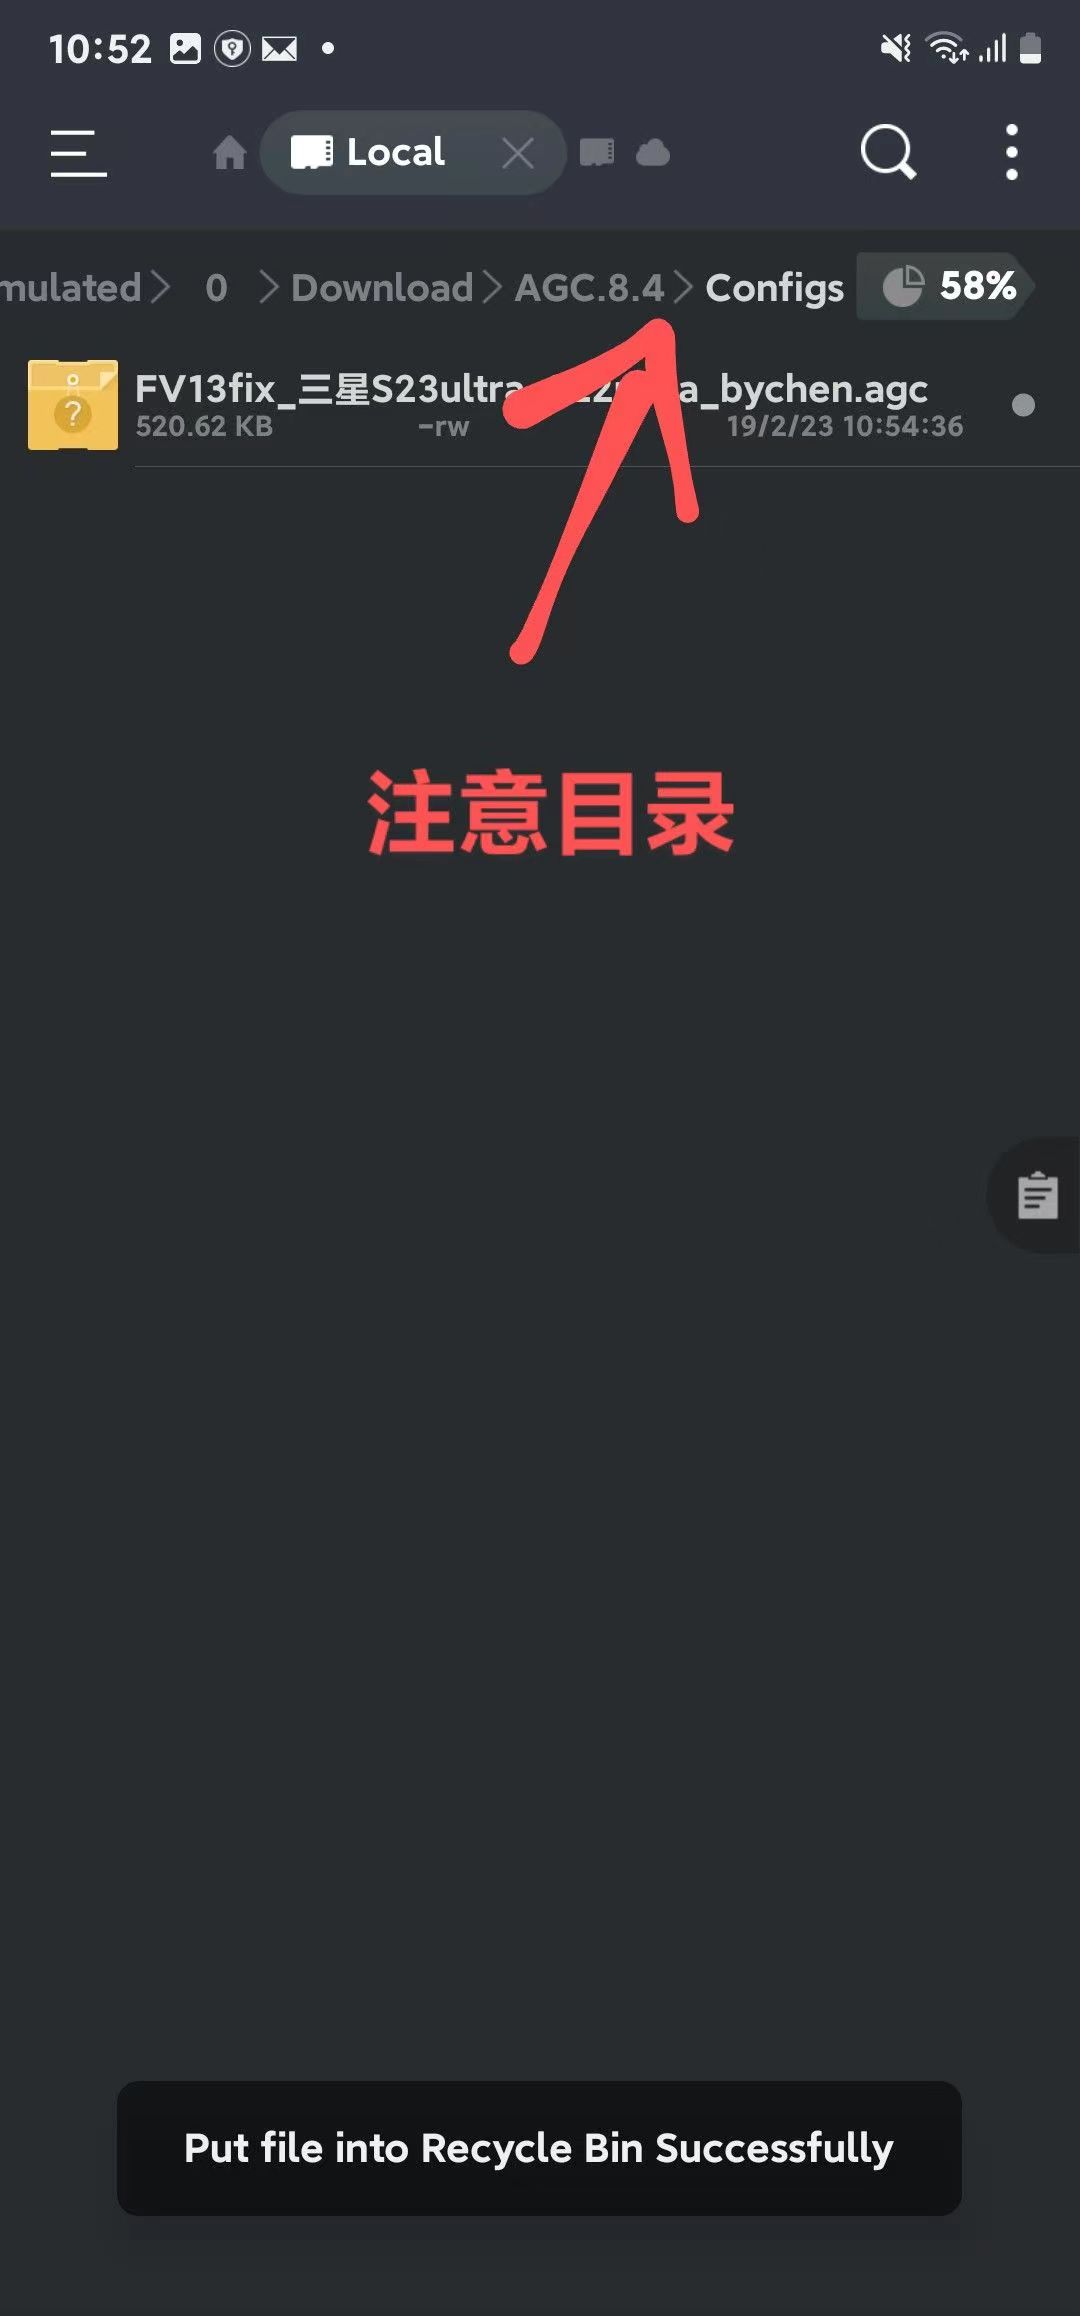 10:52
Local
mulated 0 Download AGC.8.4 Configs 58%
FV13fix_三星S23ultra a_bychen.agc
520.62 KB -rw 19/2/23 10:54:36
注意目录
Put file into Recycle Bin Successfully